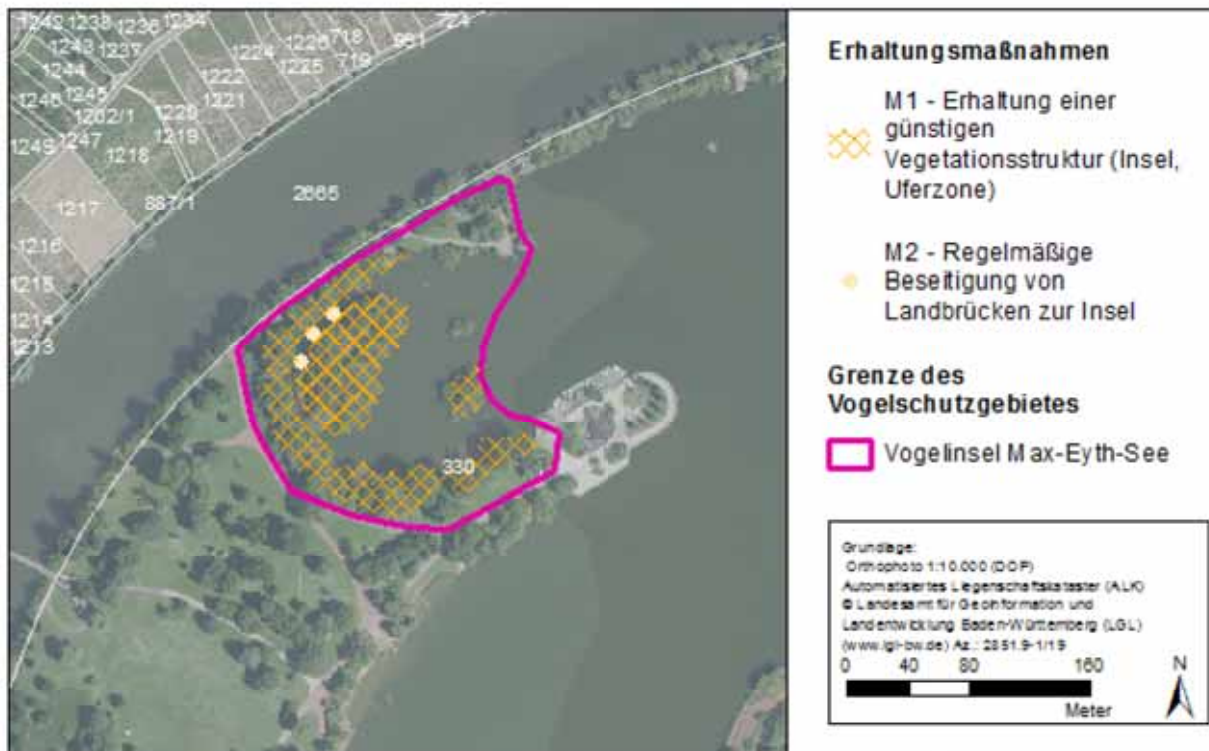 1242
1238
1236
1234
1243
1237
1244
1246
1245
1202/1
1249
1247
1218
1220
1219
1224
1226
718
1225
719
1222
1221
961
724
887/1
1217
1216
1215
1214
1213
2665
330
Erhaltungsmaßnahmen
M1 - Erhaltung einer
günstigen
Vegetationsstruktur (Insel,
Uferzone)
M2 - Regelmäßige
Beseitigung von
Landbrücken zur Insel
Grenze des
Vogelschutzgebietes
Vogelinsel Max-Eyth-See
Grundlage:
Orthophoto 1:10.000 (DOP)
Automatisiertes Liegenschaftskataster (ALK)
© Landesamt für Geoinformation und
Landentwicklung Baden-Württemberg (LGL)
(www.lgl-bw.de) Az.: 2851.9-1/19
0 40 80 160
Meter
N